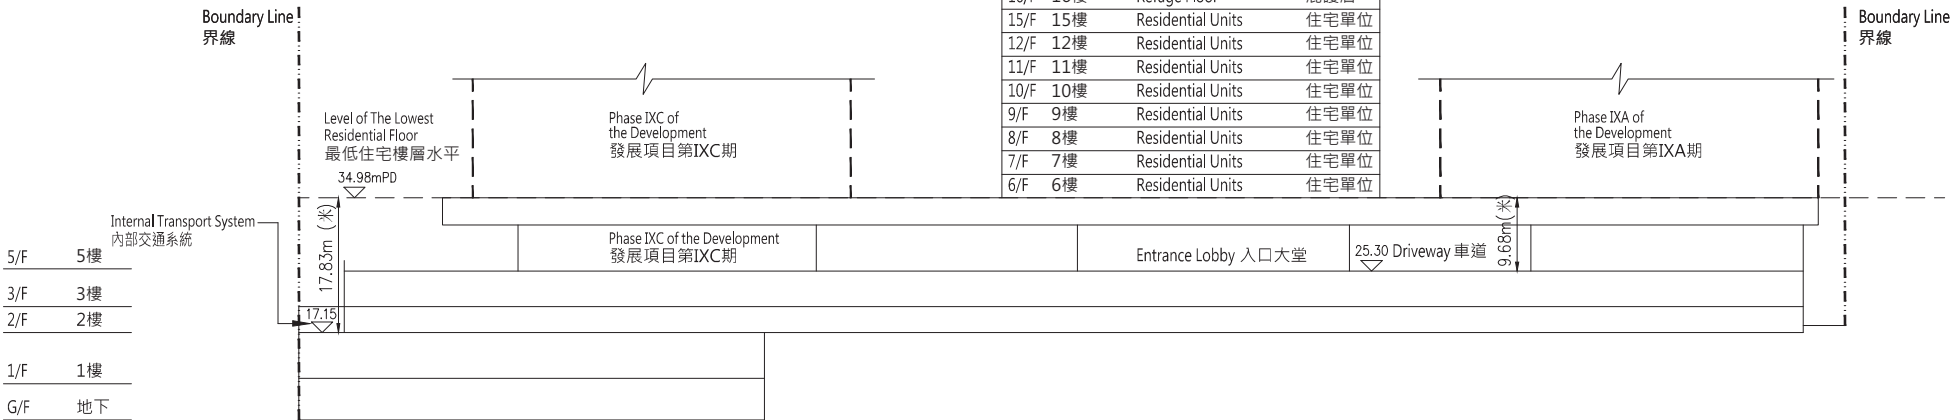 Boundary Line
界線
Boundary Line
界線
15/F 15樓 Residential Units 住宅單位
12/F 12樓 Residential Units 住宅單位
11/F 11樓 Residential Units 住宅單位
10/F 10樓 Residential Units 住宅單位
9/F 9樓 Residential Units 住宅單位
8/F 8樓 Residential Units 住宅單位
7/F 7樓 Residential Units 住宅單位
6/F 6樓 Residential Units 住宅單位
Level of The Lowest
Residential Floor
最低住宅樓層水平
34.98mPD
Phase IXC of
the Development
發展項目第IXC期
Phase IXA of
the Development
發展項目第IXA期
Internal Transport System
內部交通系統
17.83m (米)
17.15
Phase IXC of the Development
發展項目第IXC期
Entrance Lobby 入口大堂
25.30 Driveway 車道
9.68m(米)
5/F 5樓
3/F 3樓
2/F 2樓
1/F 1樓
G/F 地下